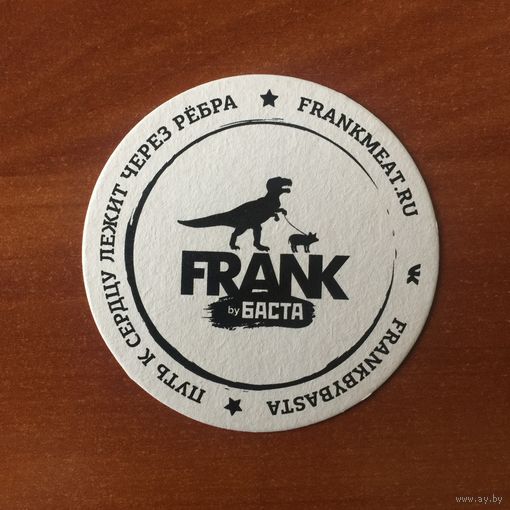 ПУТЬ К СЕРДЦУ ЛЕЖИТ ЧЕРЕЗ РЁБРА ★ FRANKMEAT.RU
FRANKBYBASTA ★
FRANK
by БАСТА
© www.ay.by